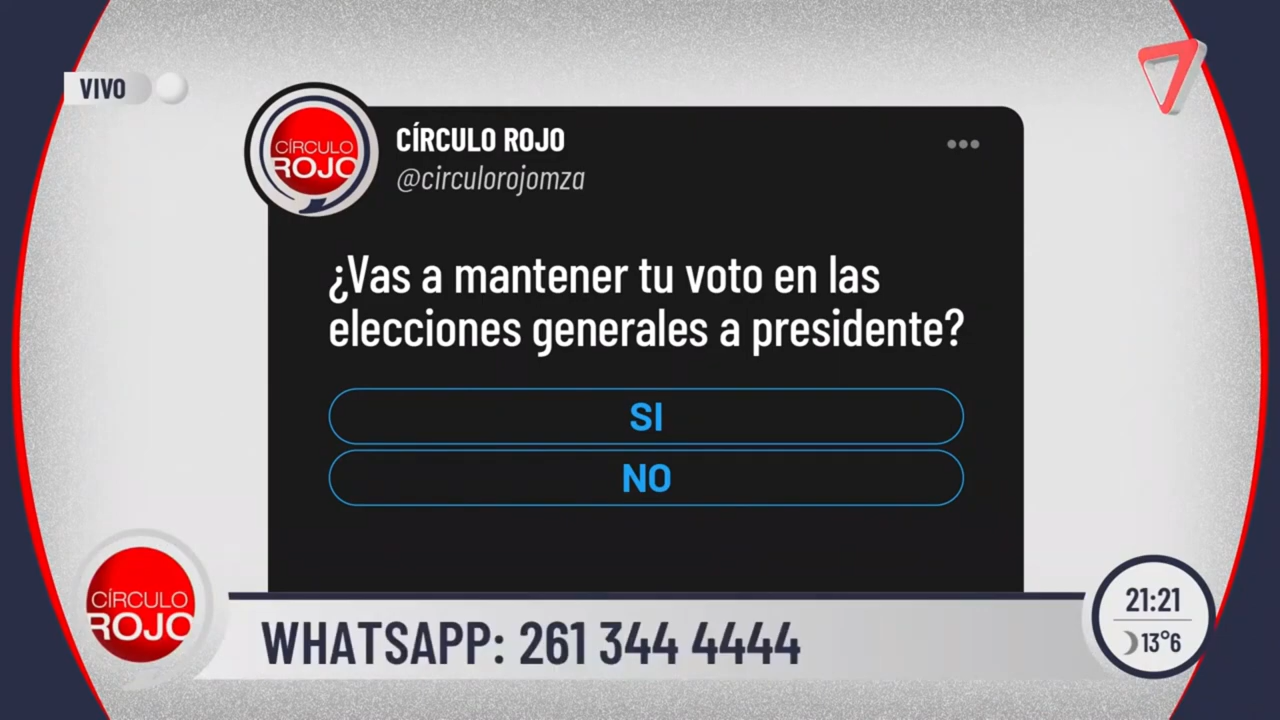 VIVO
CÍRCULO
ROJO
CÍRCULO ROJO
@circulorojomza
¿Vas a mantener tu voto en las
elecciones generales a presidente?
SI
NO
CÍRCULO
ROJO
WHATSAPP: 261 344 4444
21:21
13°6
7